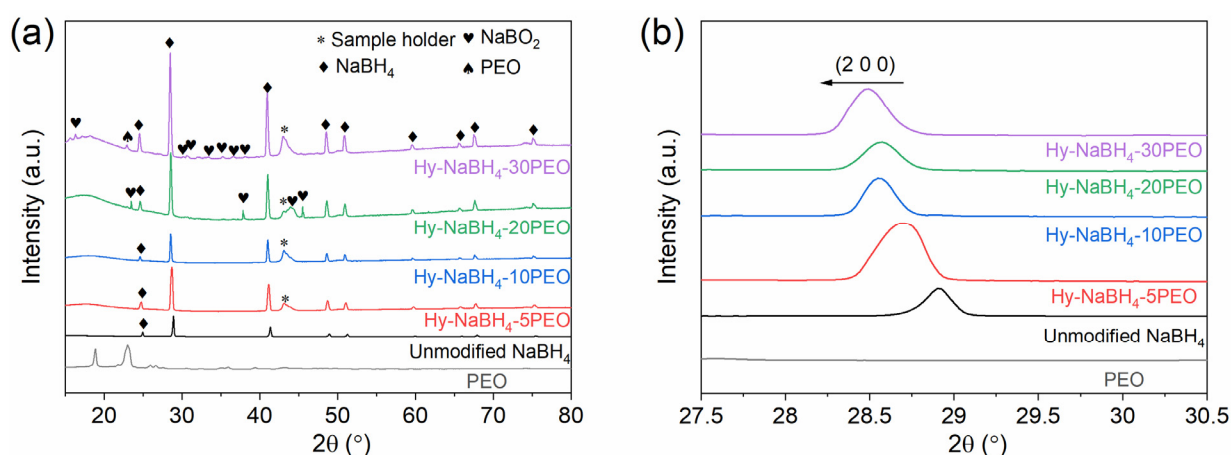 (a)
* Sample holder ♥ NaBO₂
♦ NaBH₄ ♠ PEO
Hy-NaBH₄-30PEO
Hy-NaBH₄-20PEO
Hy-NaBH₄-10PEO
Hy-NaBH₄-5PEO
Unmodified NaBH₄
PEO
Intensity (a.u.)
20 30 40 50 60 70 80
2θ (°)
(b)
(2 0 0)
Hy-NaBH₄-30PEO
Hy-NaBH₄-20PEO
Hy-NaBH₄-10PEO
Hy-NaBH₄-5PEO
Unmodified NaBH₄
PEO
Intensity (a.u.)
27.5 28 28.5 29 29.5 30 30.5
2θ (°)